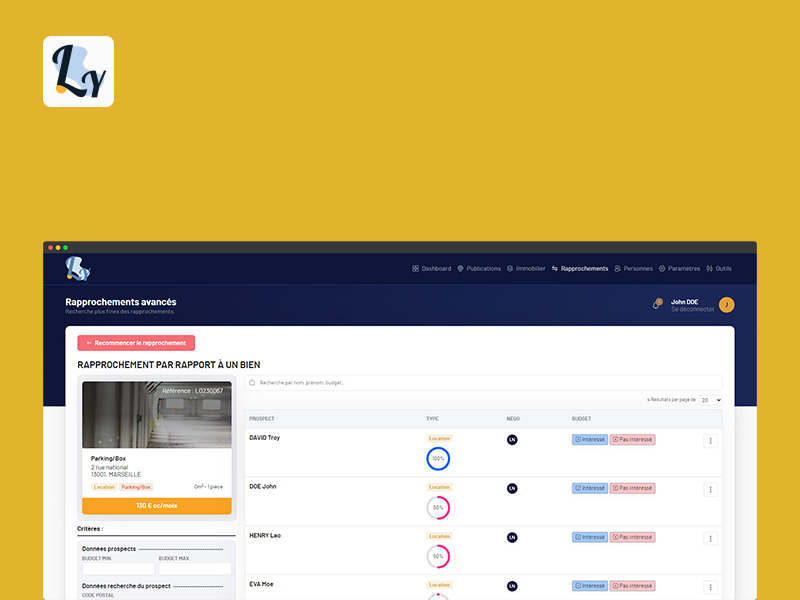 Ly
Ly
Dashboard Publications Immobilier Rapprochements Personnes Paramètres Outils
Rapprochements avancés
Recherche plus fines des rapprochements.
John DOE
Se déconnecter
J
← Recommencer le rapprochement
RAPPROCHEMENT PAR RAPPORT À UN BIEN
Référence : L0230067
Parking/Box
2 rue national
13001, MARSEILLE
Location Parking/Box 0m² - 1 pièce
130 € cc/mois
Critères :
Données prospects
BUDGET MIN. BUDGET MAX.
Données recherche du prospect
CODE POSTAL
Recherche par nom, prénom, budget..
Résultats par page de 20
PROSPECT TYPE NÉGO BUDGET
DAVID Troy Location LN Intéressé Pas intéressé
100%
DOE John Location LN Intéressé Pas intéressé
50%
HENRY Leo Location LN Intéressé Pas intéressé
50%
EVA Moe Location LN Intéressé Pas intéressé